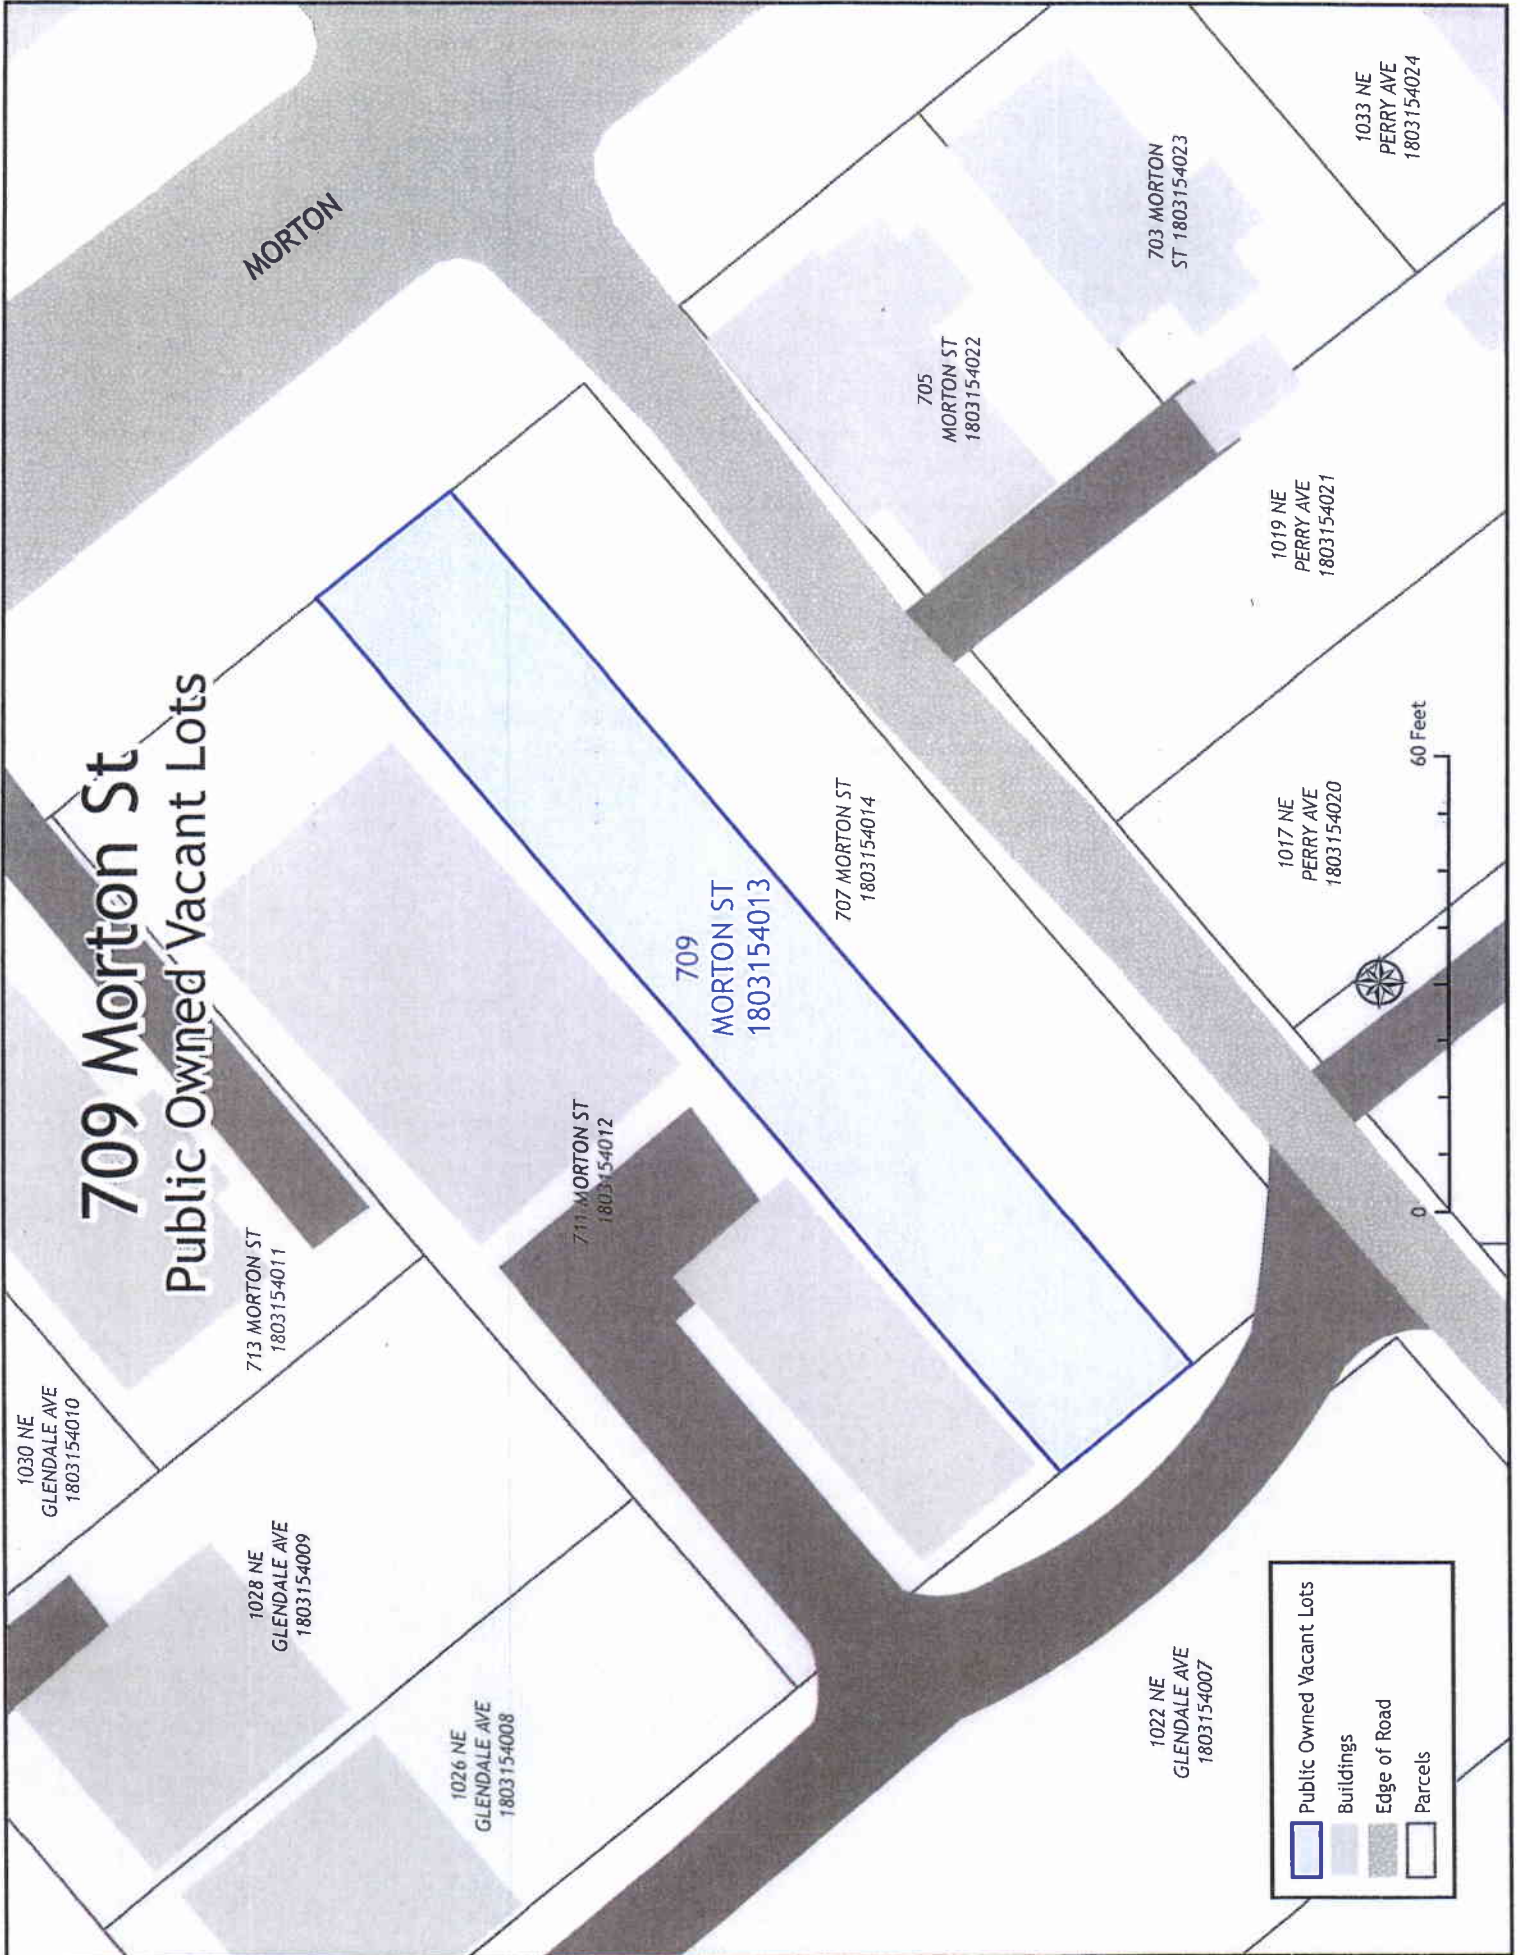 709 Morton St
Public Owned Vacant Lots
MORTON
1030 NE
GLENDALE AVE
1803154010
713 MORTON ST
1803154011
1028 NE
GLENDALE AVE
1803154009
1026 NE
GLENDALE AVE
1803154008
711 MORTON ST
1803154012
709
MORTON ST
1803154013
707 MORTON ST
1803154014
705
MORTON ST
1803154022
703 MORTON
ST 1803154023
1033 NE
PERRY AVE
1803154024
1019 NE
PERRY AVE
1803154021
1017 NE
PERRY AVE
1803154020
1022 NE
GLENDALE AVE
1803154007
Public Owned Vacant Lots
Buildings
Edge of Road
Parcels
0
60 Feet